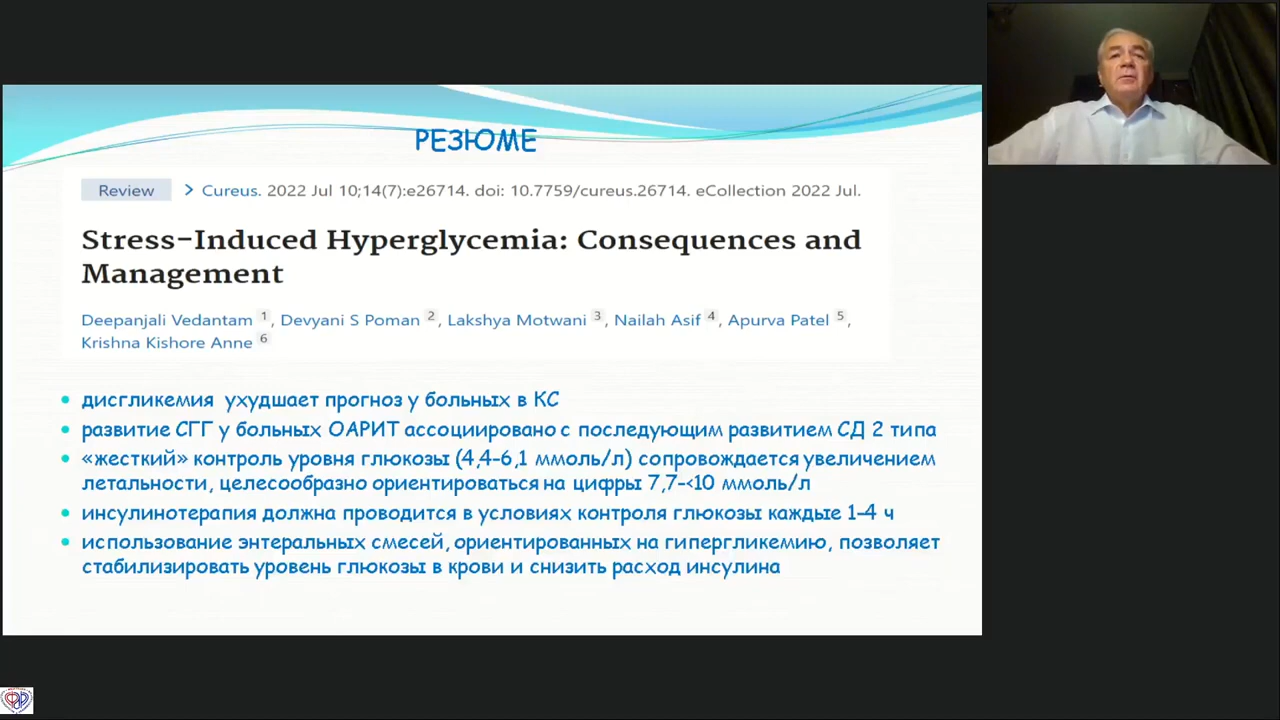 РЕЗЮМЕ
Review > Cureus. 2022 Jul 10;14(7):e26714. doi: 10.7759/cureus.26714. eCollection 2022 Jul.
Stress-Induced Hyperglycemia: Consequences and
Management
Deepanjali Vedantam 1, Devyani S Poman 2, Lakshya Motwani 3, Nailah Asif 4, Apurva Patel 5,
Krishna Kishore Anne 6
• дисгликемия ухудшает прогноз у больных в КС
• развитие СГГ у больных ОАРИТ ассоциировано с последующим развитием СД 2 типа
• «жесткий» контроль уровня глюкозы (4,4-6,1 ммоль/л) сопровождается увеличением
летальности, целесообразно ориентироваться на цифры 7,7-<10 ммоль/л
• инсулинотерапия должна проводится в условиях контроля глюкозы каждые 1-4 ч
• использование энтеральных смесей, ориентированных на гипергликемию, позволяет
стабилизировать уровень глюкозы в крови и снизить расход инсулина